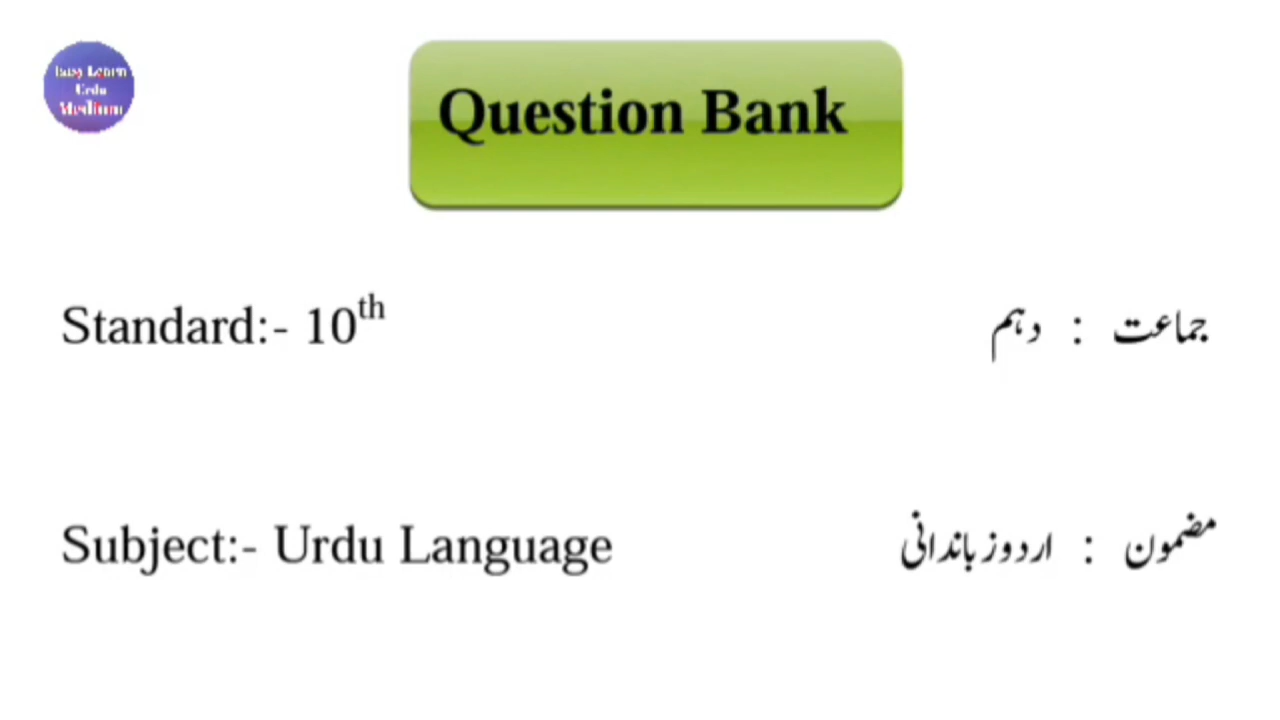 Easy Learn
Urdu
Medium
Question Bank
Standard:- 10th
جماعت : دہم
Subject:- Urdu Language
مضمون : اردو زباندانی